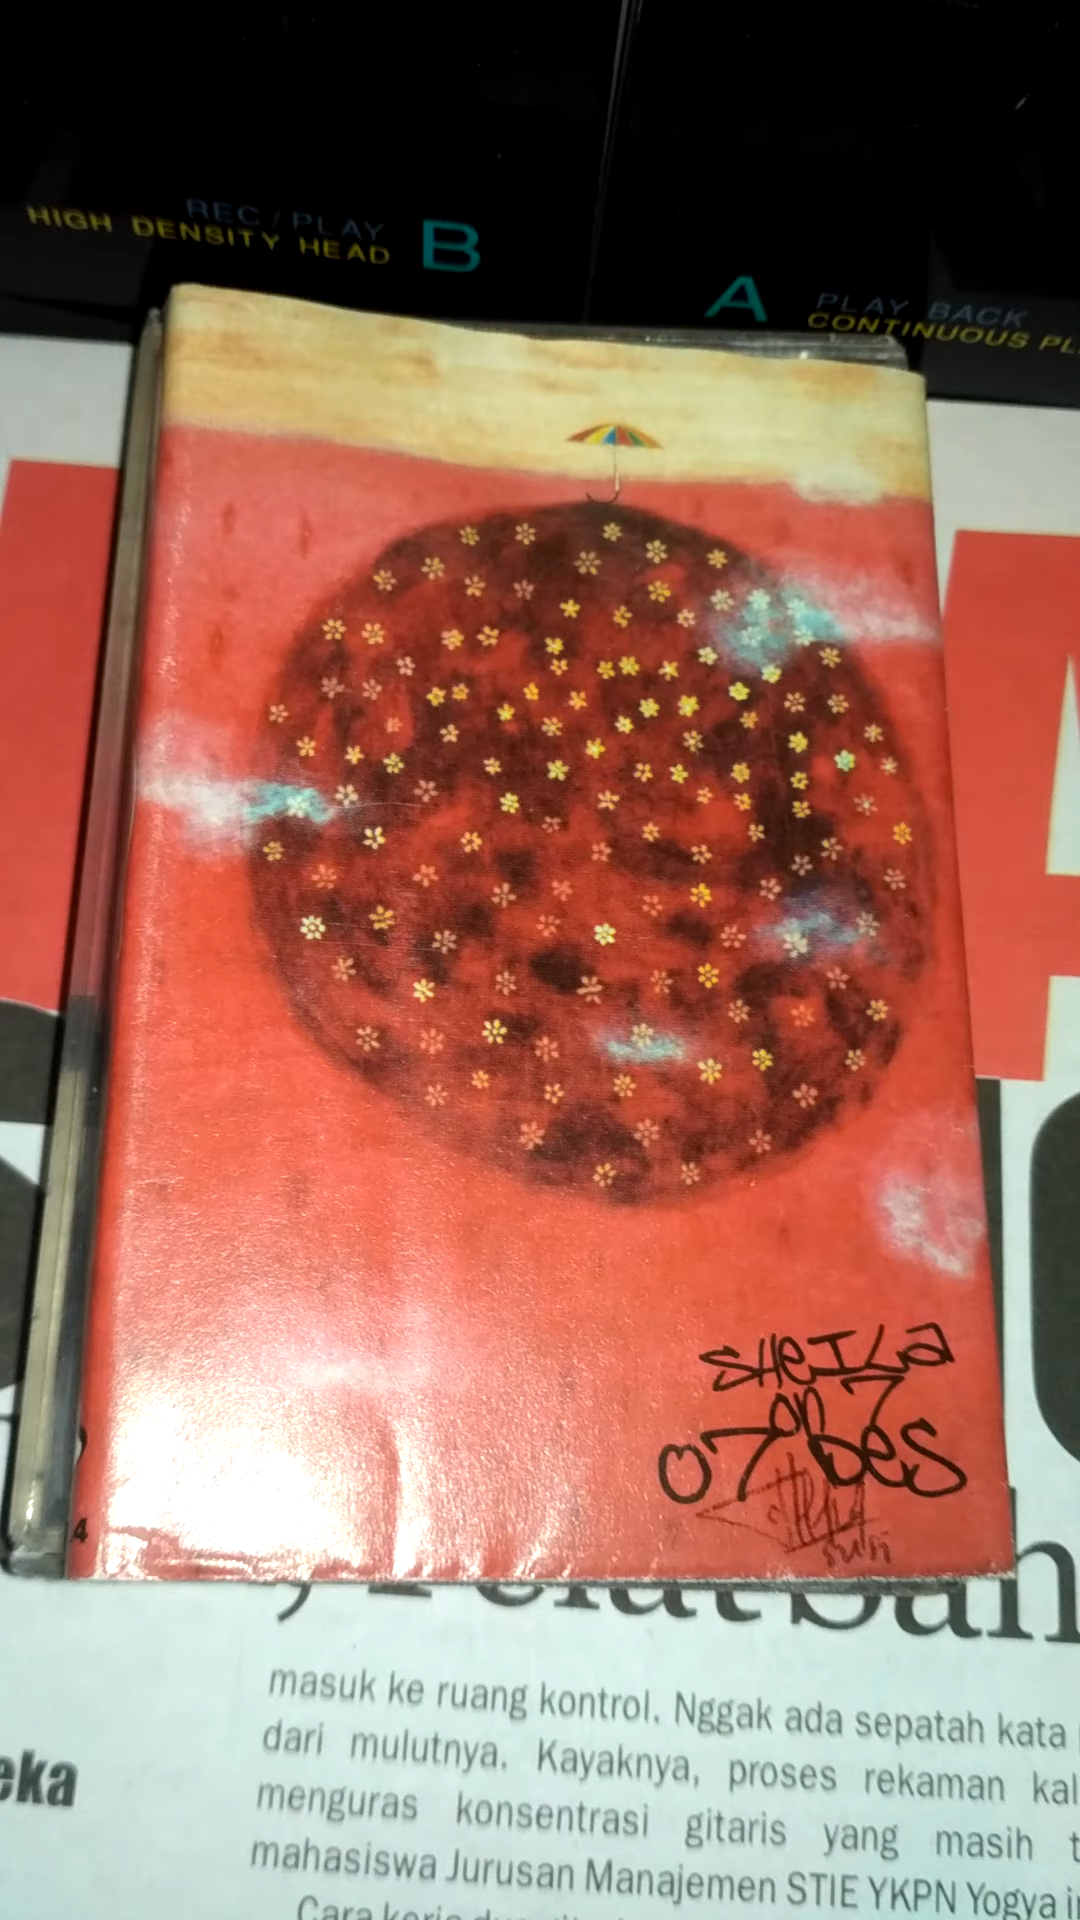 REC/PLAY
HIGH DENSITY HEAD
B
A
PLAY BACK
CONTINUOUS PL
SHEILA
ON 7
07 DES
4
eka
masuk ke ruang kontrol. Nggak ada sepatah kata
dari mulutnya. Kayaknya, proses rekaman kal
menguras konsentrasi gitaris yang masih t
mahasiswa Jurusan Manajemen STIE YKPN Yogya i